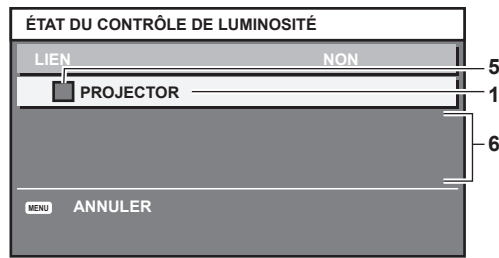 ÉTAT DU CONTRÔLE DE LUMINOSITÉ
LIEN NON
5
PROJECTOR
1
6
MENU ANNULER